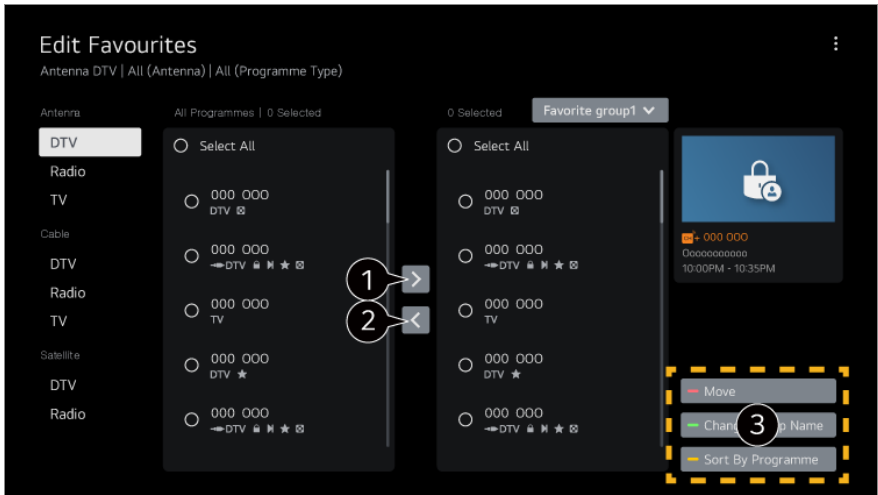 Edit Favourites
Antenna DTV | All (Antenna) | All (Programme Type)
Antenna
DTV
Radio
TV
Cable
DTV
Radio
TV
Satellite
DTV
Radio
All Programmes | 0 Selected
Select All
000 000
DTV
000 000
DTV
000 000
TV
000 000
DTV
000 000
DTV
1
2
0 Selected
Favorite group1
Select All
000 000
DTV
000 000
DTV
000 000
TV
000 000
DTV
000 000
DTV
000 000
Ooooooooooo
10:00PM - 10:35PM
Move
3
Name
Sort By Programme